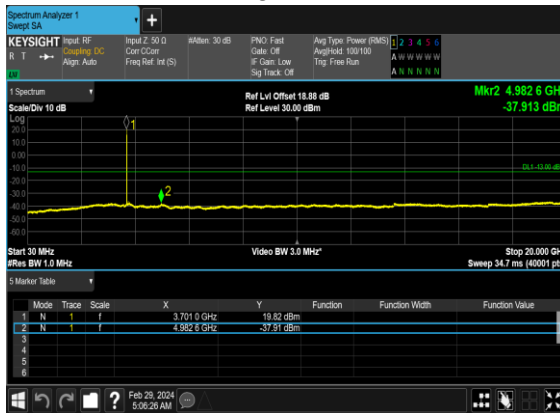 Spectrum Analyzer 1
Swept SA
KEYSIGHT Input: RF Input Z: 50 Ω #Atten: 30 dB PNO: Fast Avg Type: Power (RMS) 1 2 3 4 5 6
R T Coupling: DC Corr CCorr Gate: Off Avg|Hold: 100/100 A W W W W W
Align: Auto Freq Ref: Int (S) IF Gain: Low Trig: Free Run
LXI Sig Track: Off A N N N N N
1 Spectrum Ref Lvl Offset 18.88 dB Mkr2 4.982 6 GH
Scale/Div 10 dB Ref Level 30.00 dBm -37.913 dBr
Log
1
20.0
10.0
0.00
-10.0
DL1 -13.00 dB
-20.0
-30.0
2
-40.0
-50.0
-60.0
Start 30 MHz Video BW 3.0 MHz* Stop 20.000 G
#Res BW 1.0 MHz Sweep 34.7 ms (40001 pt
5 Marker Table
Mode Trace Scale X Y Function Function Width Function Value
1 N 1 f 3.701 0 GHz 19.82 dBm
2 N 1 f 4.982 6 GHz -37.91 dBm
3
4
5
6
? Feb 29, 2024
5:06:26 AM